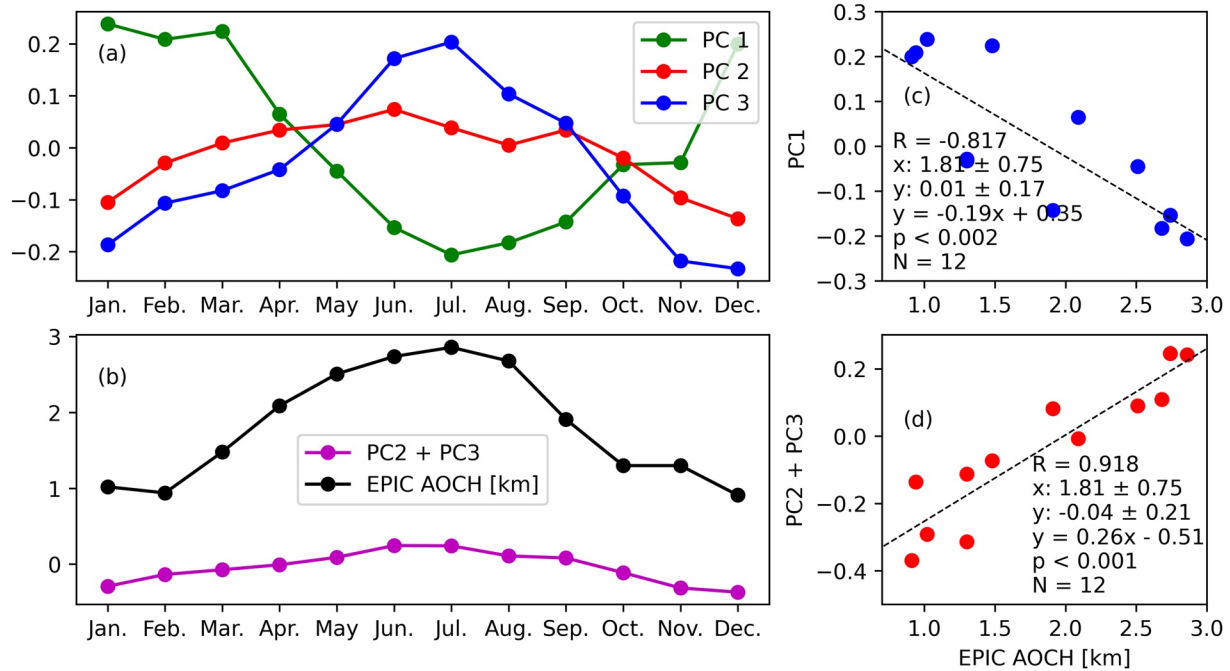 0.2
0.1
0.0
−0.1
−0.2
(a)
PC 1
PC 2
PC 3
Jan. Feb. Mar. Apr. May Jun. Jul. Aug. Sep. Oct. Nov. Dec.
3
2
1
0
(b)
PC2 + PC3
EPIC AOCH [km]
Jan. Feb. Mar. Apr. May Jun. Jul. Aug. Sep. Oct. Nov. Dec.
PC1
0.3
0.2
0.1
0.0
−0.1
−0.2
−0.3
(c)
R = -0.817
x: 1.81 ± 0.75
y: 0.01 ± 0.17
y = -0.19x + 0.35
p < 0.002
N = 12
1.0 1.5 2.0 2.5 3.0
PC2 + PC3
0.2
0.0
−0.2
−0.4
(d)
R = 0.918
x: 1.81 ± 0.75
y: -0.04 ± 0.21
y = 0.26x - 0.51
p < 0.001
N = 12
1.0 1.5 2.0 2.5 3.0
EPIC AOCH [km]